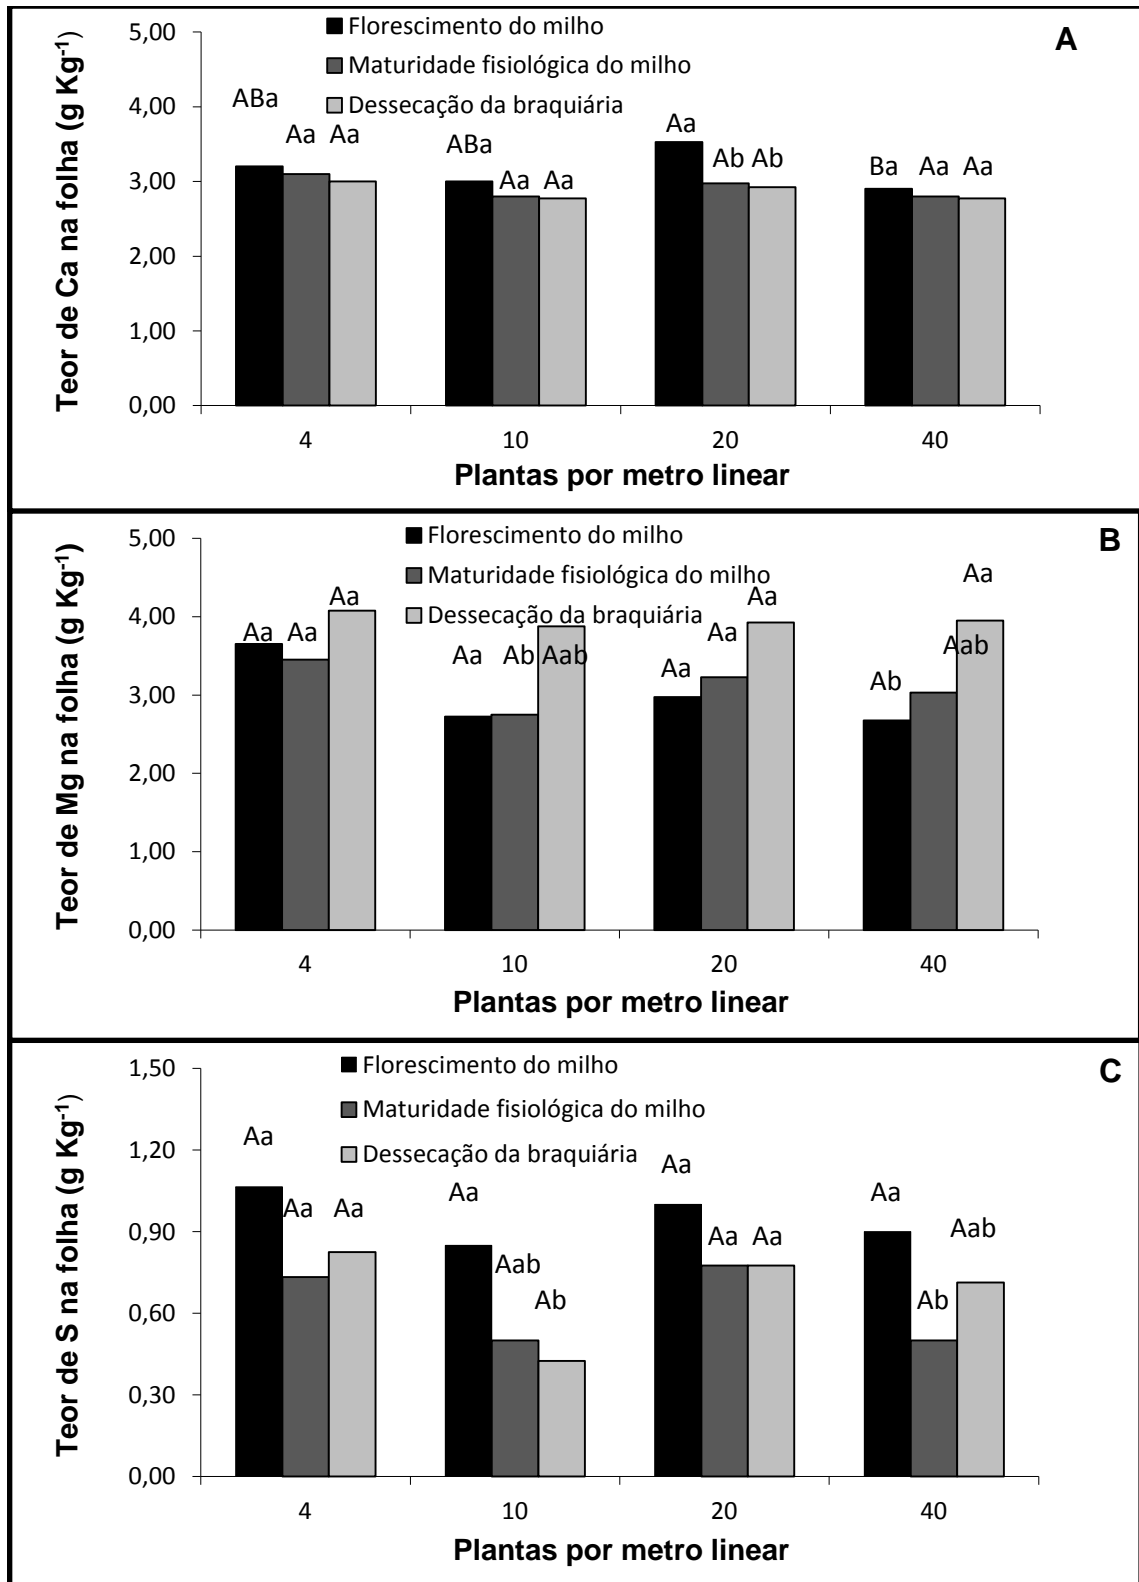 Florescimento do milho
Maturidade fisiológica do milho
Dessecação da braquiária
A
Teor de Ca na folha (g Kg⁻¹)
5,00
4,00
3,00
2,00
1,00
0,00
ABa Aa Aa
ABa Aa Aa
Aa Ab Ab
Ba Aa Aa
4 10 20 40
Plantas por metro linear
Florescimento do milho
Maturidade fisiológica do milho
Dessecação da braquiária
B
Teor de Mg na folha (g Kg⁻¹)
5,00
4,00
3,00
2,00
1,00
0,00
Aa Aa Aa
Aa Ab Aab
Aa Aa Aa
Ab Aab Aa
4 10 20 40
Plantas por metro linear
Florescimento do milho
Maturidade fisiológica do milho
Dessecação da braquiária
C
Teor de S na folha (g Kg⁻¹)
1,50
1,20
0,90
0,60
0,30
0,00
Aa Aa Aa
Aa Aab Ab
Aa Aa Aa
Aa Ab Aab
4 10 20 40
Plantas por metro linear